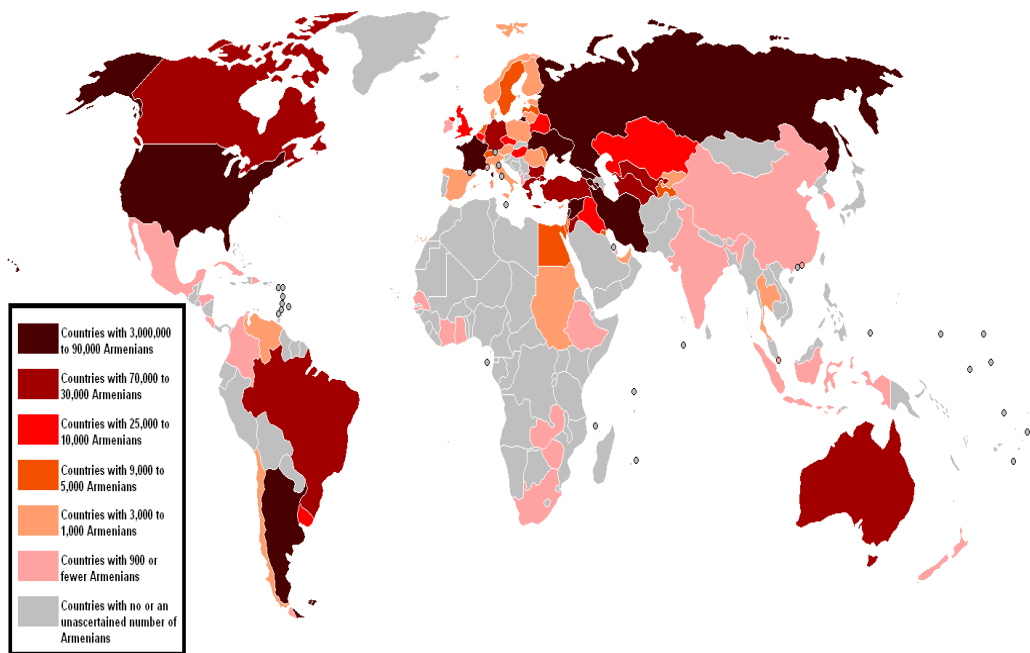 Countries with 3,000,000
to 90,000 Armenians
Countries with 70,000 to
30,000 Armenians
Countries with 25,000 to
10,000 Armenians
Countries with 9,000 to
5,000 Armenians
Countries with 3,000 to
1,000 Armenians
Countries with 900 or
fewer Armenians
Countries with no or an
unascertained number of
Armenians